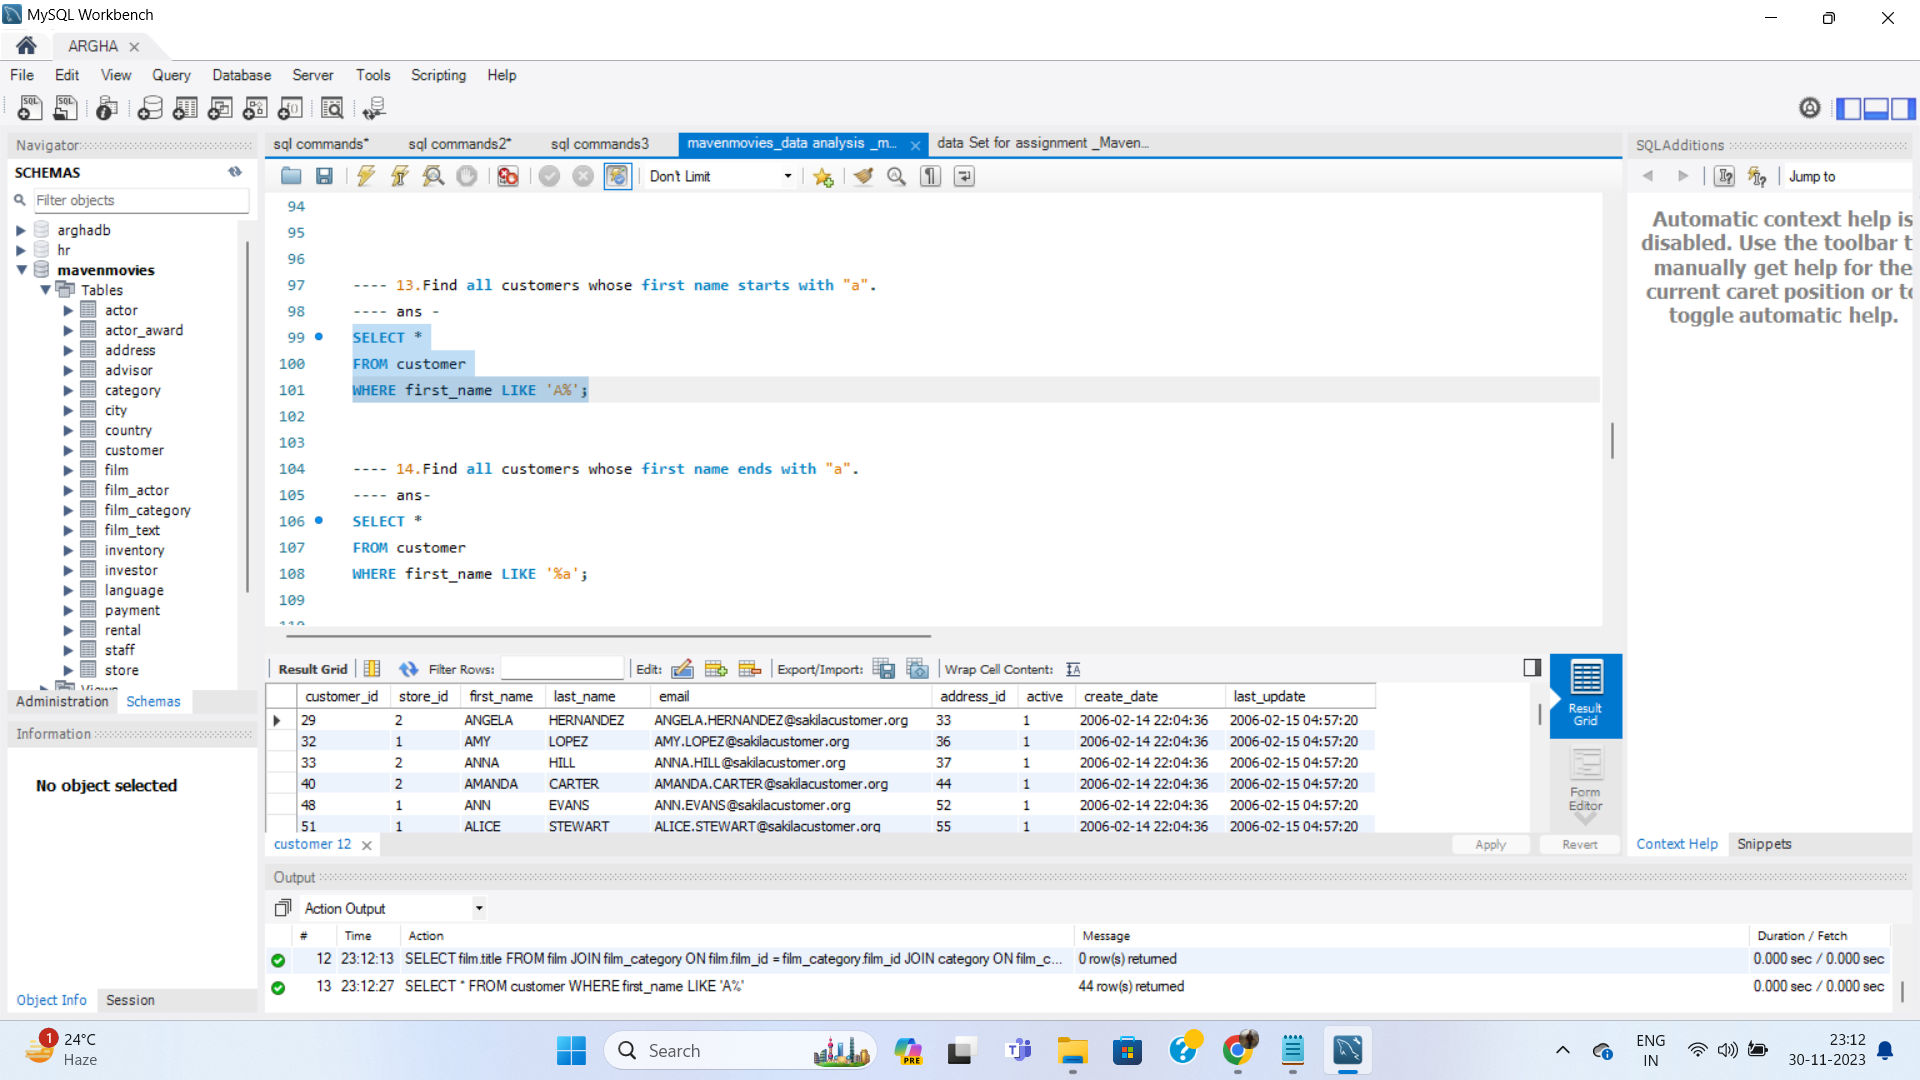 MySQL Workbench
ARGHA
File Edit View Query Database Server Tools Scripting Help
Navigator
SCHEMAS
Filter objects
arghadb
hr
mavenmovies
Tables
actor
actor_award
address
advisor
category
city
country
customer
film
film_actor
film_category
film_text
inventory
investor
language
payment
rental
staff
store
Views
Administration Schemas
Information
No object selected
Object Info Session
sql commands* sql commands2* sql commands3 mavenmovies_data analysis _m... data Set for assignment _Maven...
Don't Limit
94
95
96
97 ---- 13.Find all customers whose first name starts with "a".
98 ---- ans -
99 SELECT *
100 FROM customer
101 WHERE first_name LIKE 'A%';
102
103
104 ---- 14.Find all customers whose first name ends with "a".
105 ---- ans-
106 SELECT *
107 FROM customer
108 WHERE first_name LIKE '%a';
109
110
Result Grid Filter Rows: Edit: Export/Import: Wrap Cell Content:
customer_id store_id first_name last_name email address_id active create_date last_update
29 2 ANGELA HERNANDEZ ANGELA.HERNANDEZ@sakilacustomer.org 33 1 2006-02-14 22:04:36 2006-02-15 04:57:20
32 1 AMY LOPEZ AMY.LOPEZ@sakilacustomer.org 36 1 2006-02-14 22:04:36 2006-02-15 04:57:20
33 2 ANNA HILL ANNA.HILL@sakilacustomer.org 37 1 2006-02-14 22:04:36 2006-02-15 04:57:20
40 2 AMANDA CARTER AMANDA.CARTER@sakilacustomer.org 44 1 2006-02-14 22:04:36 2006-02-15 04:57:20
48 1 ANN EVANS ANN.EVANS@sakilacustomer.org 52 1 2006-02-14 22:04:36 2006-02-15 04:57:20
51 1 ALICE STEWART ALICE.STEWART@sakilacustomer.org 55 1 2006-02-14 22:04:36 2006-02-15 04:57:20
Result
Grid
Form
Editor
customer 12 Apply Revert
SQLAdditions
Jump to
Automatic context help is
disabled. Use the toolbar t
manually get help for the
current caret position or to
toggle automatic help.
Context Help Snippets
Output
Action Output
# Time Action Message Duration / Fetch
12 23:12:13 SELECT film.title FROM film JOIN film_category ON film.film_id = film_category.film_id JOIN category ON film_c... 0 row(s) returned 0.000 sec / 0.000 sec
13 23:12:27 SELECT * FROM customer WHERE first_name LIKE 'A%' 44 row(s) returned 0.000 sec / 0.000 sec
1
24°C
Haze
Search
PRE
ENG
IN
23:12
30-11-2023